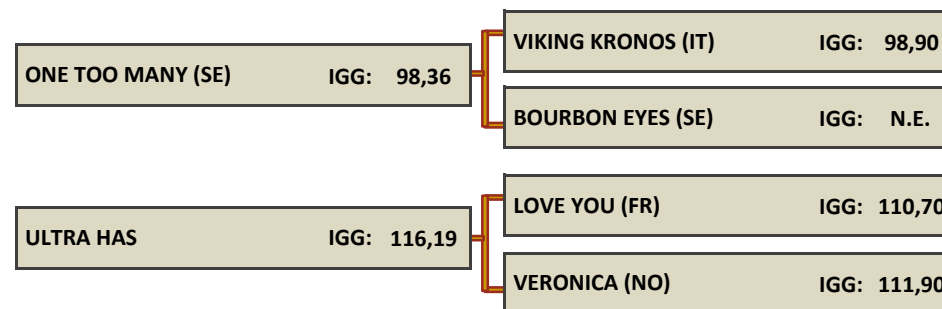 VIKING KRONOS (IT) IGG: 98,90
ONE TOO MANY (SE) IGG: 98,36
BOURBON EYES (SE) IGG: N.E.
LOVE YOU (FR) IGG: 110,70
ULTRA HAS IGG: 116,19
VERONICA (NO) IGG: 111,90